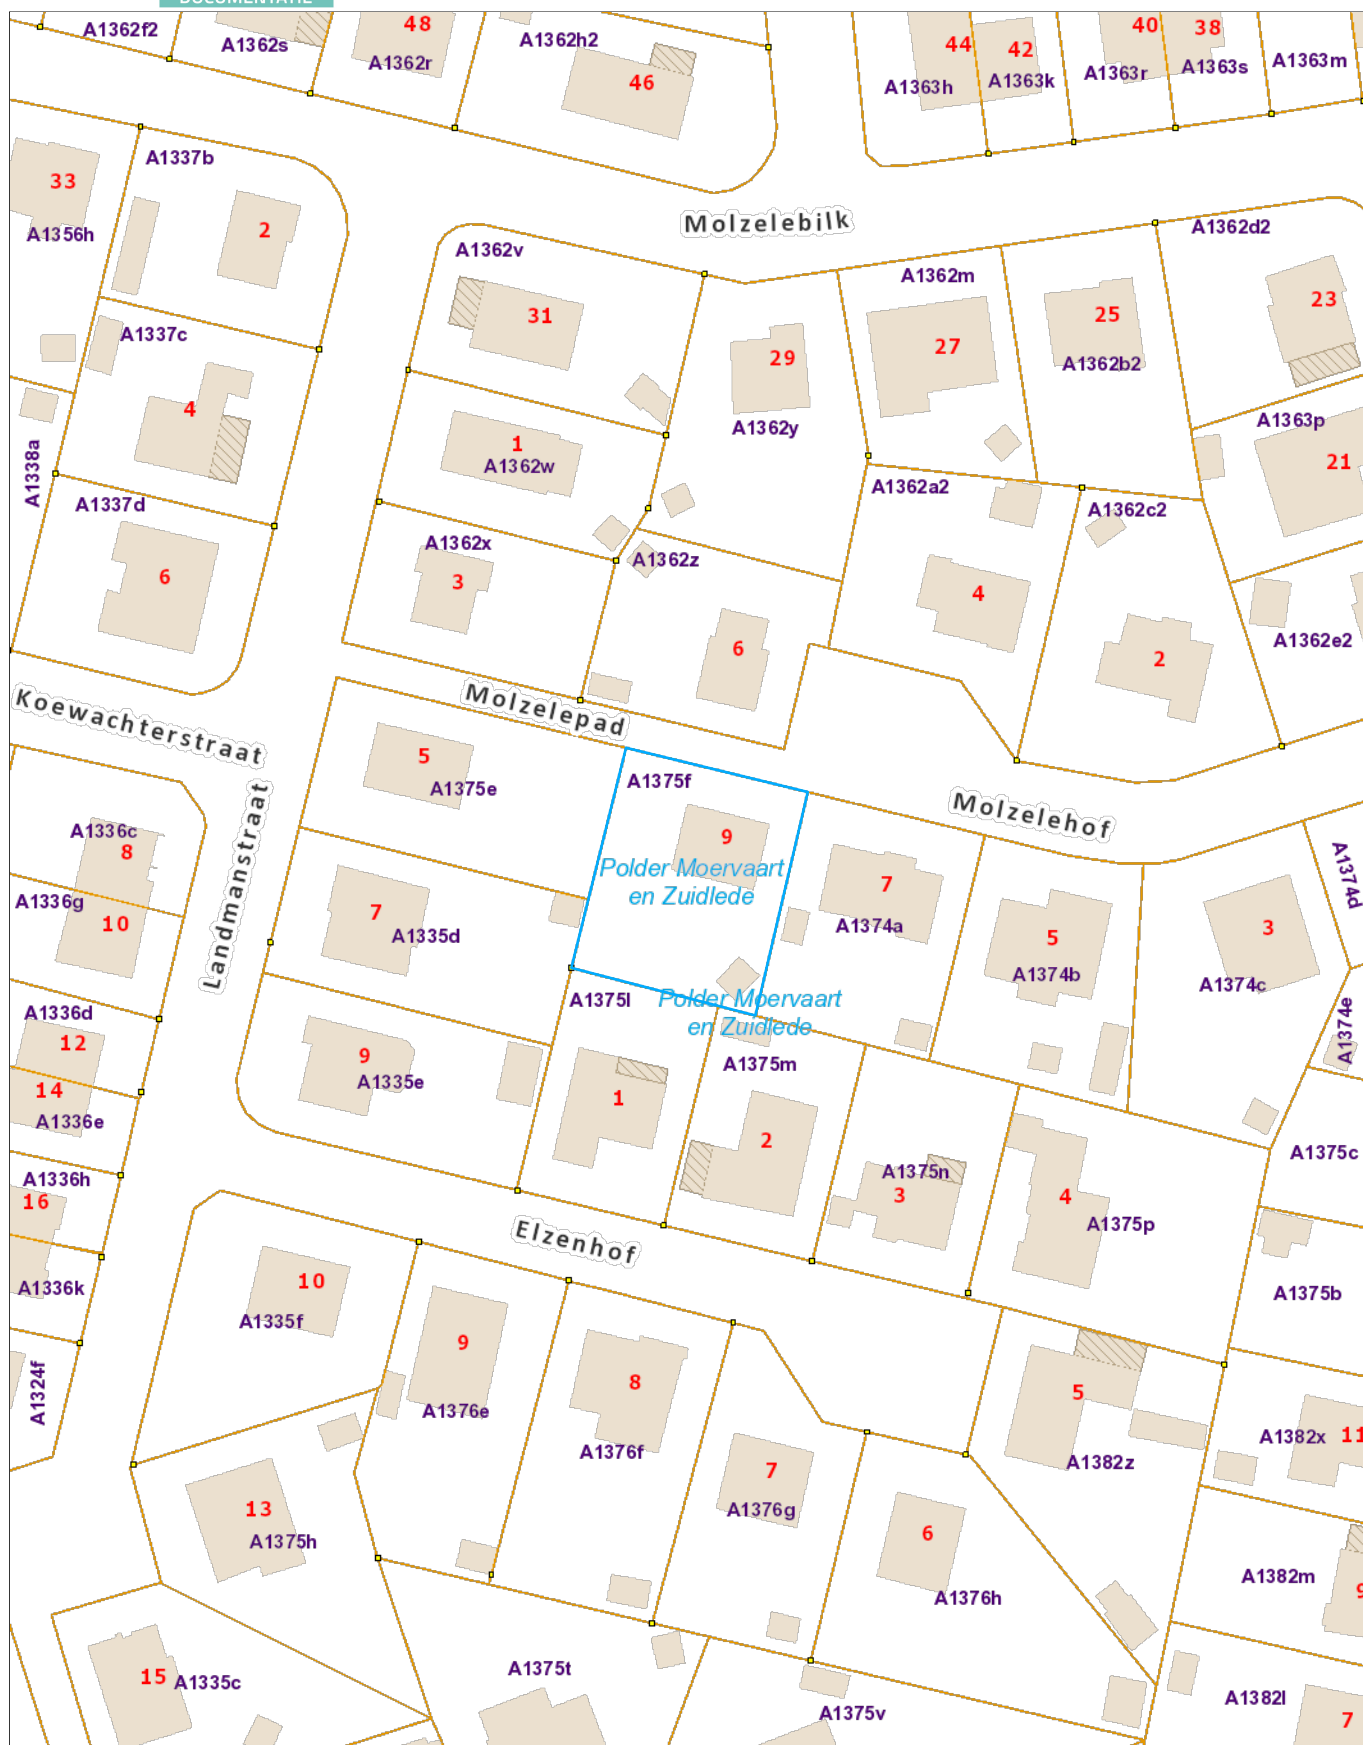 DOCUMENTATIE
A1362f2
A1362s
48
A1362r
A1362h2
46
44
A1363h
42
A1363k
40
A1363r
38
A1363s
A1363m
33
A1356h
A1337b
2
Molzelebilk
A1362v
31
A1362m
27
25
A1362b2
A1362d2
23
A1337c
4
29
A1362y
1
A1362w
A1363p
21
A1338a
A1337d
6
A1362x
3
A1362z
A1362a2
4
A1362c2
2
A1362e2
6
Koewachterstraat
Molzelepad
5
A1375e
A1375f
9
Polder Moervaart
en Zuidlede
Molzelehof
A1336c
8
A1336g
10
Landmanstraat
7
A1335d
7
A1374a
5
A1374b
3
A1374c
A1374d
A1374e
A1336d
12
14
A1336e
9
A1335e
A1375l
Polder Moervaart
en Zuidlede
A1375m
1
2
A1375n
3
4
A1375p
A1375c
A1336h
16
A1336k
Elzenhof
A1375b
10
A1335f
9
A1376e
8
A1376f
5
A1382z
A1382x
11
A1324f
7
A1376g
6
A1376h
13
A1375h
A1382m
9
15
A1335c
A1375t
A1375v
A1382l
7